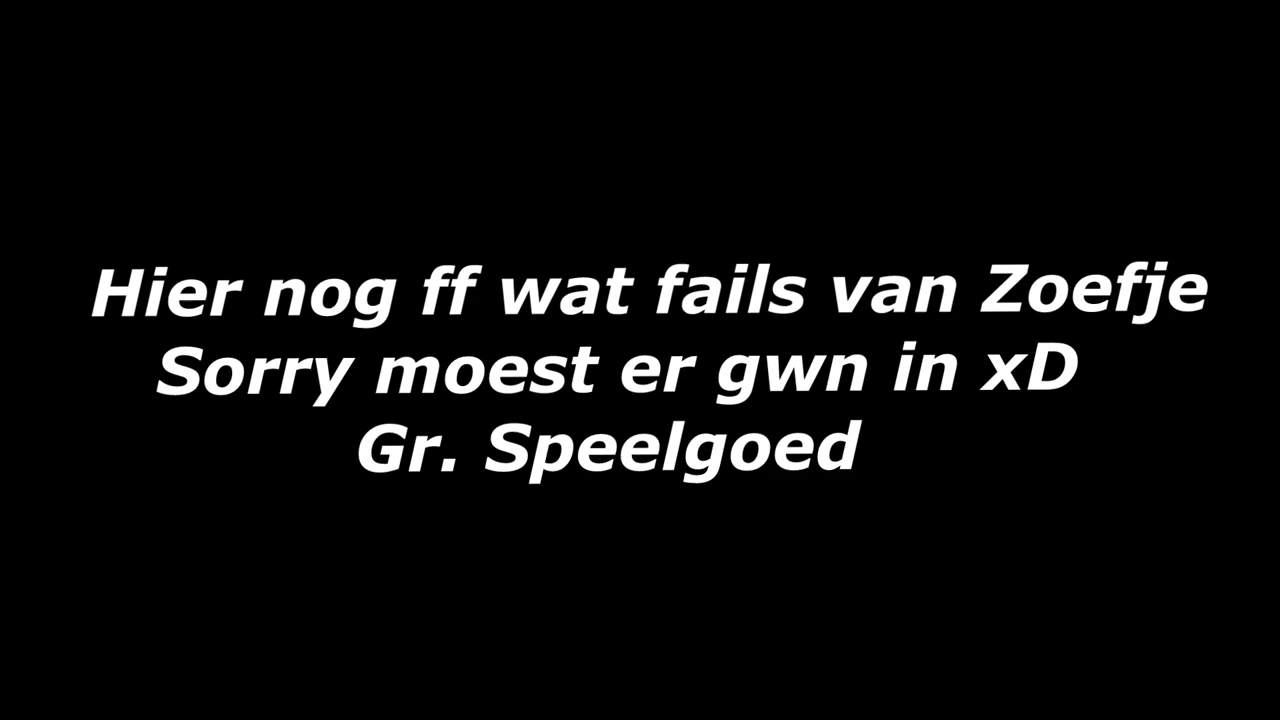 Hier nog ff wat fails van Zoefje
Sorry moest er gwn in xD
Gr. Speelgoed